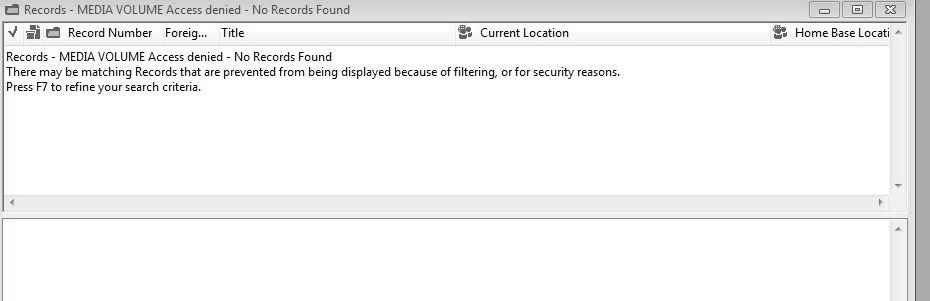 Records - MEDIA VOLUME Access denied - No Records Found
Record Number Foreig... Title Current Location Home Base Locati
Records - MEDIA VOLUME Access denied - No Records Found
There may be matching Records that are prevented from being displayed because of filtering, or for security reasons.
Press F7 to refine your search criteria.